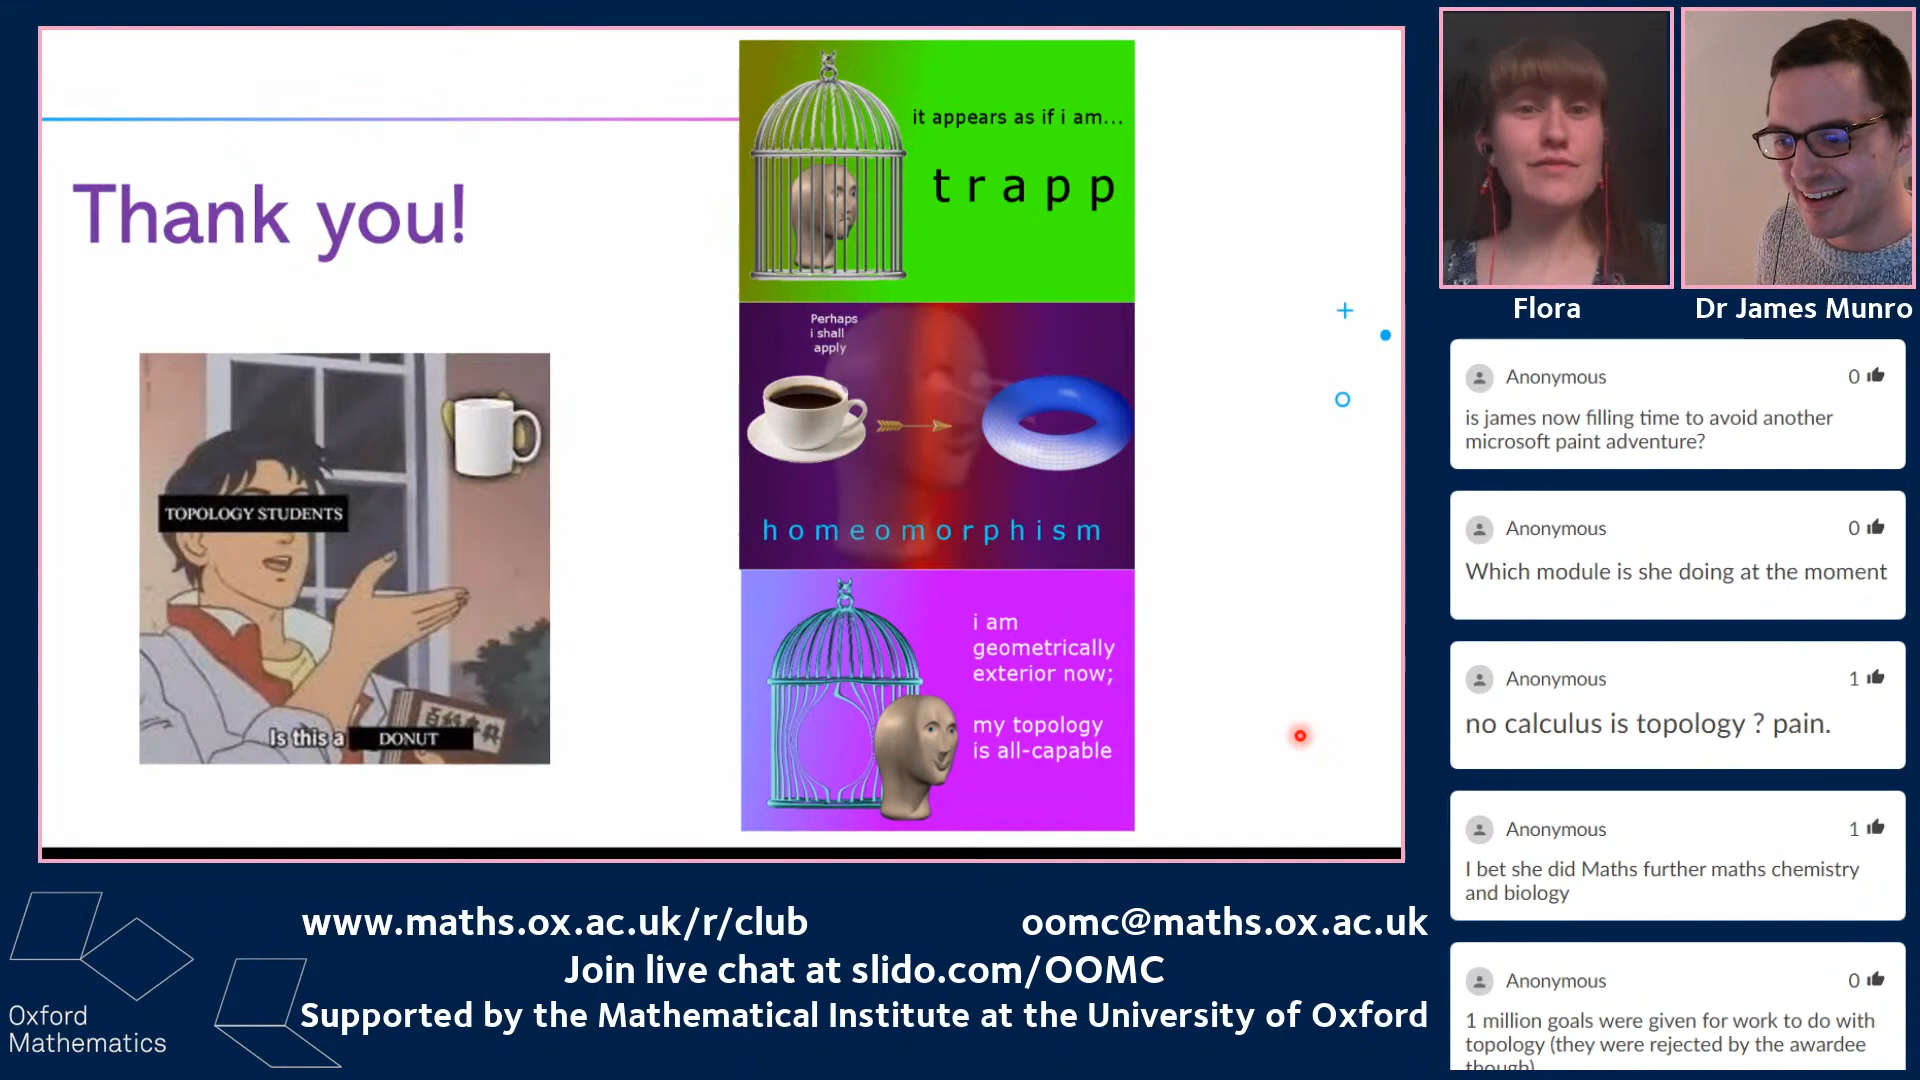 Thank you!
it appears as if i am...
trapp
Perhaps
i shall
apply
homeomorphism
i am
geometrically
exterior now;
my topology
is all-capable
TOPOLOGY STUDENTS
Is this a DONUT
Flora
Dr James Munro
Anonymous 0
is james now filling time to avoid another
microsoft paint adventure?
Anonymous 0
Which module is she doing at the moment
Anonymous 1
no calculus is topology ? pain.
Anonymous 1
I bet she did Maths further maths chemistry
and biology
Anonymous 0
1 million goals were given for work to do with
topology (they were rejected by the awardee
though)
www.maths.ox.ac.uk/r/club
oomc@maths.ox.ac.uk
Join live chat at slido.com/OOMC
Supported by the Mathematical Institute at the University of Oxford
Oxford
Mathematics